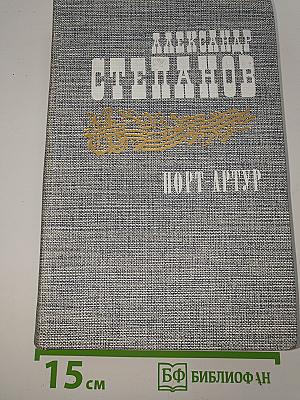 АЛЕКСАНДР
СТЕПАНОВ
ПОРТ АРТУР
15 см
БФ БИБЛИОФАН